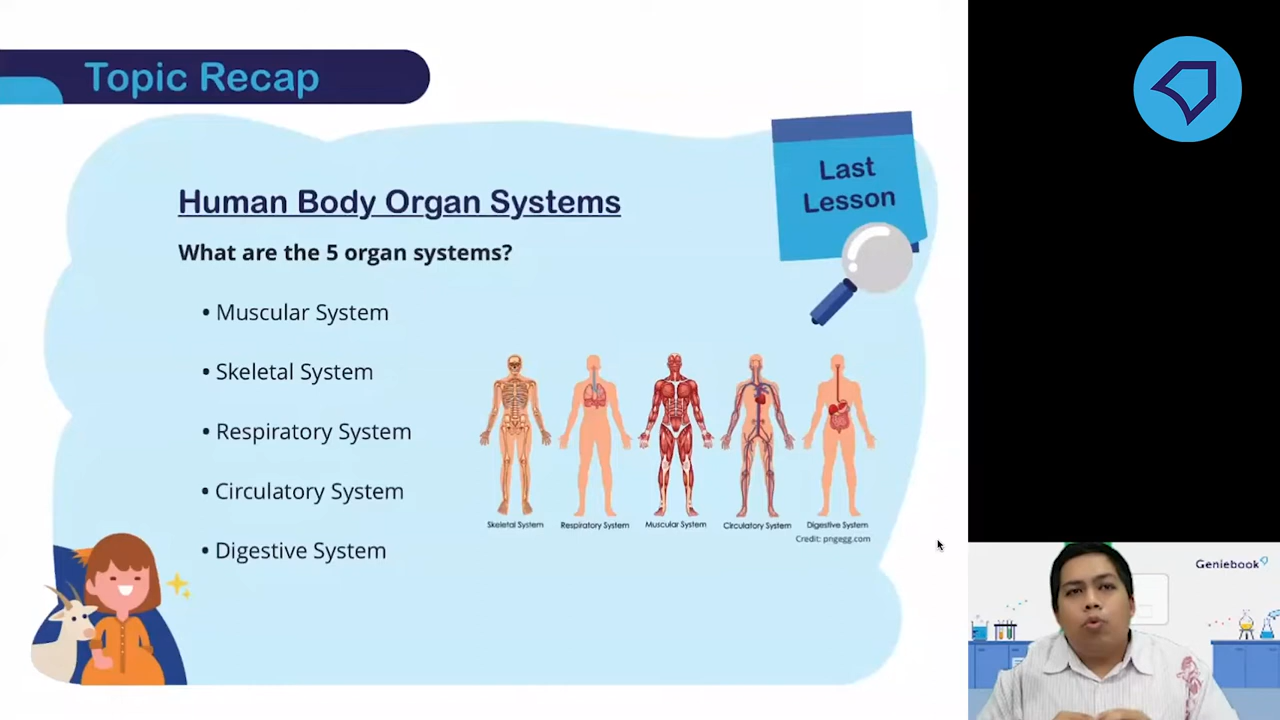 Topic Recap
Last
Lesson
Human Body Organ Systems
What are the 5 organ systems?
• Muscular System
• Skeletal System
• Respiratory System
• Circulatory System
• Digestive System
Skeletal System
Respiratory System
Muscular System
Circulatory System
Digestive System
Credit: pngegg.com
Geniebook